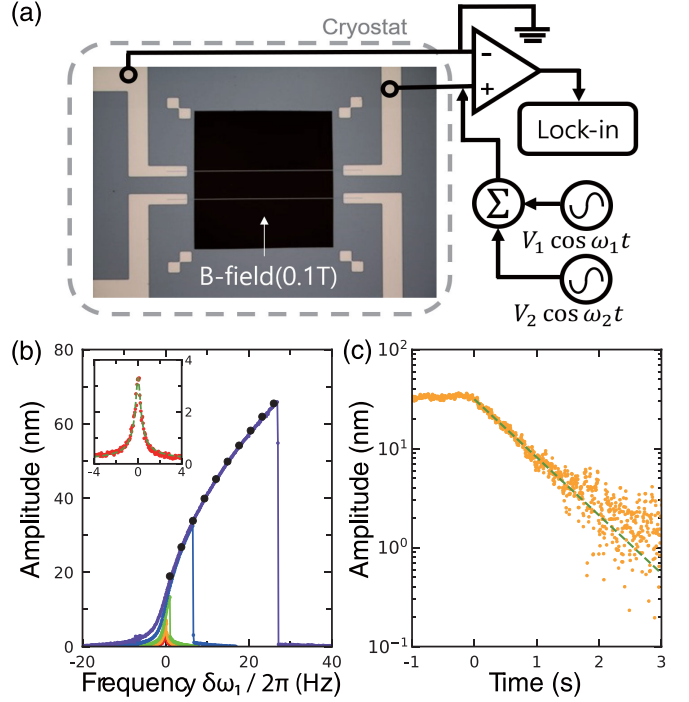 (a)
Cryostat
-
+
Lock-in
Σ
V₁ cos ω₁t
V₂ cos ω₂t
B-field(0.1T)
(b)
Amplitude (nm)
80
60
40
20
0
4
2
0
-4 0 4
-20 0 20 40
Frequency δω₁ / 2π (Hz)
(c)
Amplitude (nm)
10²
10¹
10⁰
10⁻¹
-1 0 1 2 3
Time (s)